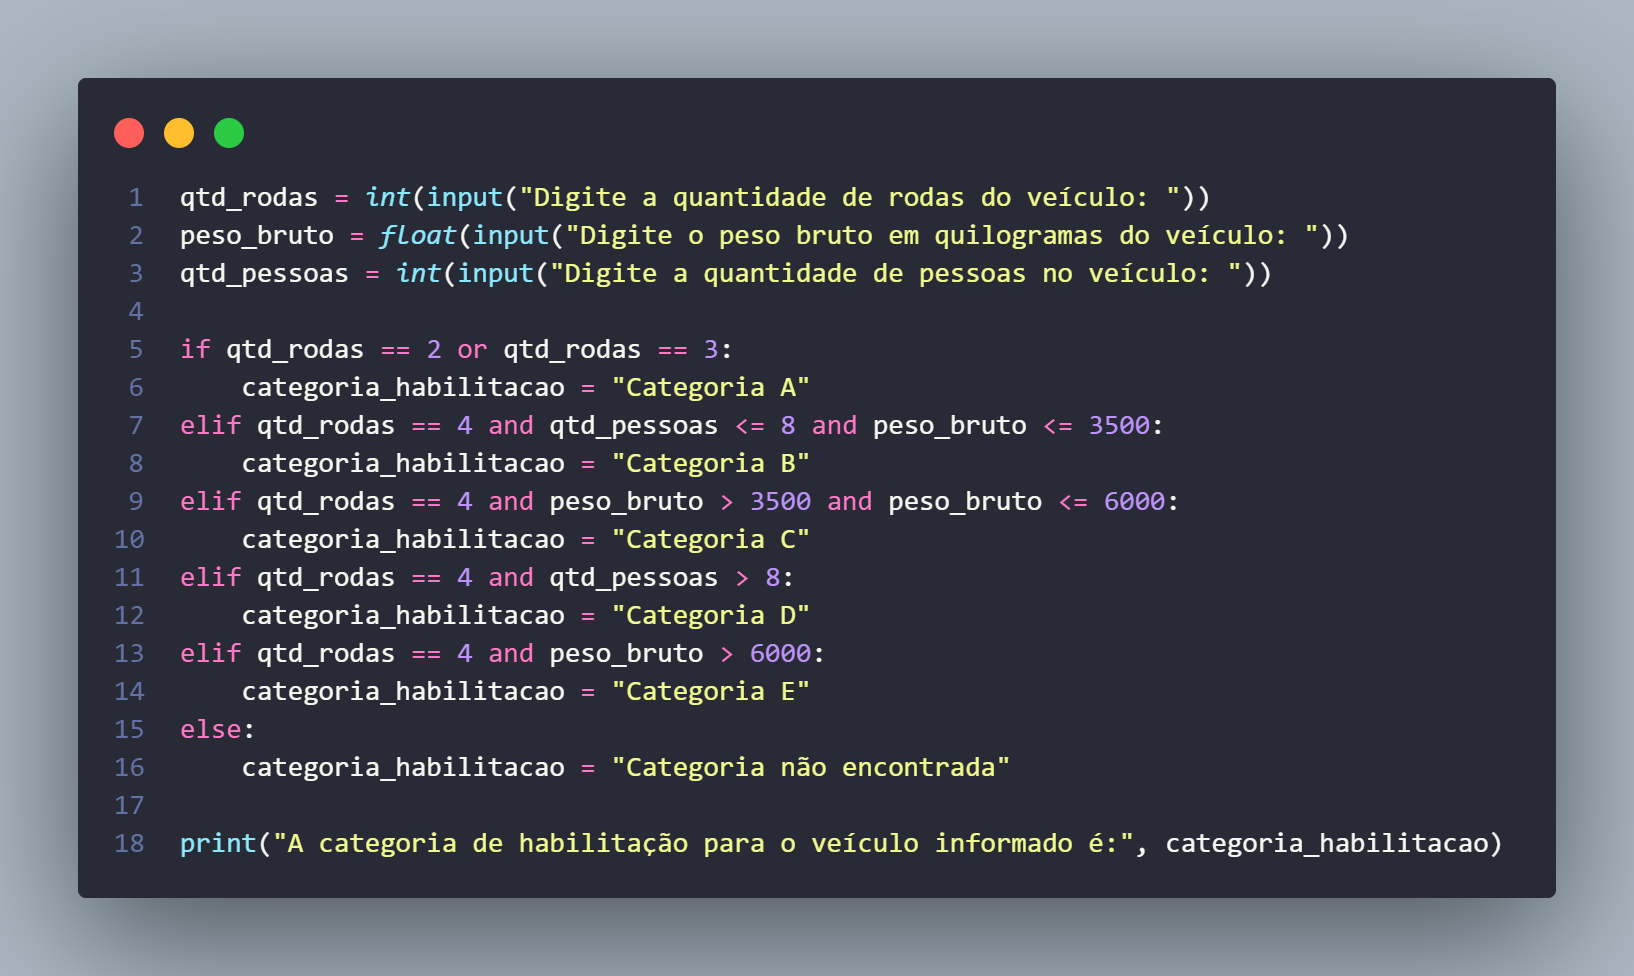 1 qtd_rodas = int(input("Digite a quantidade de rodas do veículo: "))
2 peso_bruto = float(input("Digite o peso bruto em quilogramas do veículo: "))
3 qtd_pessoas = int(input("Digite a quantidade de pessoas no veículo: "))
4
5 if qtd_rodas == 2 or qtd_rodas == 3:
6     categoria_habilitacao = "Categoria A"
7 elif qtd_rodas == 4 and qtd_pessoas <= 8 and peso_bruto <= 3500:
8     categoria_habilitacao = "Categoria B"
9 elif qtd_rodas == 4 and peso_bruto > 3500 and peso_bruto <= 6000:
10     categoria_habilitacao = "Categoria C"
11 elif qtd_rodas == 4 and qtd_pessoas > 8:
12     categoria_habilitacao = "Categoria D"
13 elif qtd_rodas == 4 and peso_bruto > 6000:
14     categoria_habilitacao = "Categoria E"
15 else:
16     categoria_habilitacao = "Categoria não encontrada"
17
18 print("A categoria de habilitação para o veículo informado é:", categoria_habilitacao)